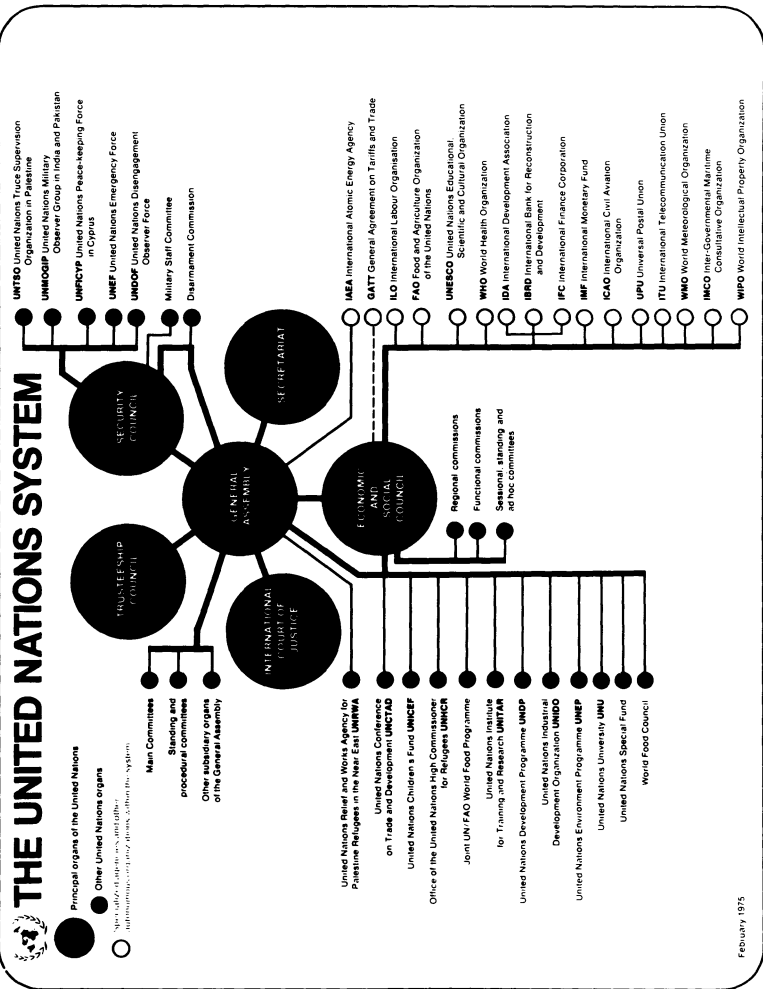 THE UNITED NATIONS SYSTEM
Principal organs of the United Nations
Other United Nations organs
Specialized agencies and other
autonomous organizations within the system
TRUSTEESHIP
COUNCIL
SECURITY
COUNCIL
GENERAL
ASSEMBLY
INTERNATIONAL
COURT OF
JUSTICE
SECRETARIAT
ECONOMIC
AND
SOCIAL
COUNCIL
Main Committees
Standing and
procedural committees
Other subsidiary organs
of the General Assembly
United Nations Relief and Works Agency for
Palestine Refugees in the Near East UNRWA
United Nations Conference
on Trade and Development UNCTAD
United Nations Children s Fund UNICEF
Office of the United Nations High Commissioner
for Refugees UNHCR
Joint UN/FAO World Food Programme
United Nations Institute
for Training and Research UNITAR
United Nations Development Programme UNDP
United Nations Industrial
Development Organization UNIDO
United Nations Environment Programme UNEP
United Nations University UNU
United Nations Special Fund
World Food Council
UNTSO United Nations Truce Supervision
Organization in Palestine
UNMOGIP United Nations Military
Observer Group in India and Pakistan
UNFICYP United Nations Peace-keeping Force
in Cyprus
UNEF United Nations Emergency Force
UNDOF United Nations Disengagement
Observer Force
Military Staff Committee
Disarmament Commission
IAEA International Atomic Energy Agency
GATT General Agreement on Tariffs and Trade
ILO International Labour Organisation
FAO Food and Agriculture Organization
of the United Nations
UNESCO United Nations Educational,
Scientific and Cultural Organization
WHO World Health Organization
IDA International Development Association
IBRD International Bank for Reconstruction
and Development
IFC International Finance Corporation
IMF International Monetary Fund
ICAO International Civil Aviation
Organization
UPU Universal Postal Union
ITU International Telecommunication Union
WMO World Meteorological Organization
IMCO Inter-Governmental Maritime
Consultative Organization
WIPO World Intellectual Property Organization
Regional commissions
Functional commissions
Sessional, standing and
ad hoc committees
February 1975